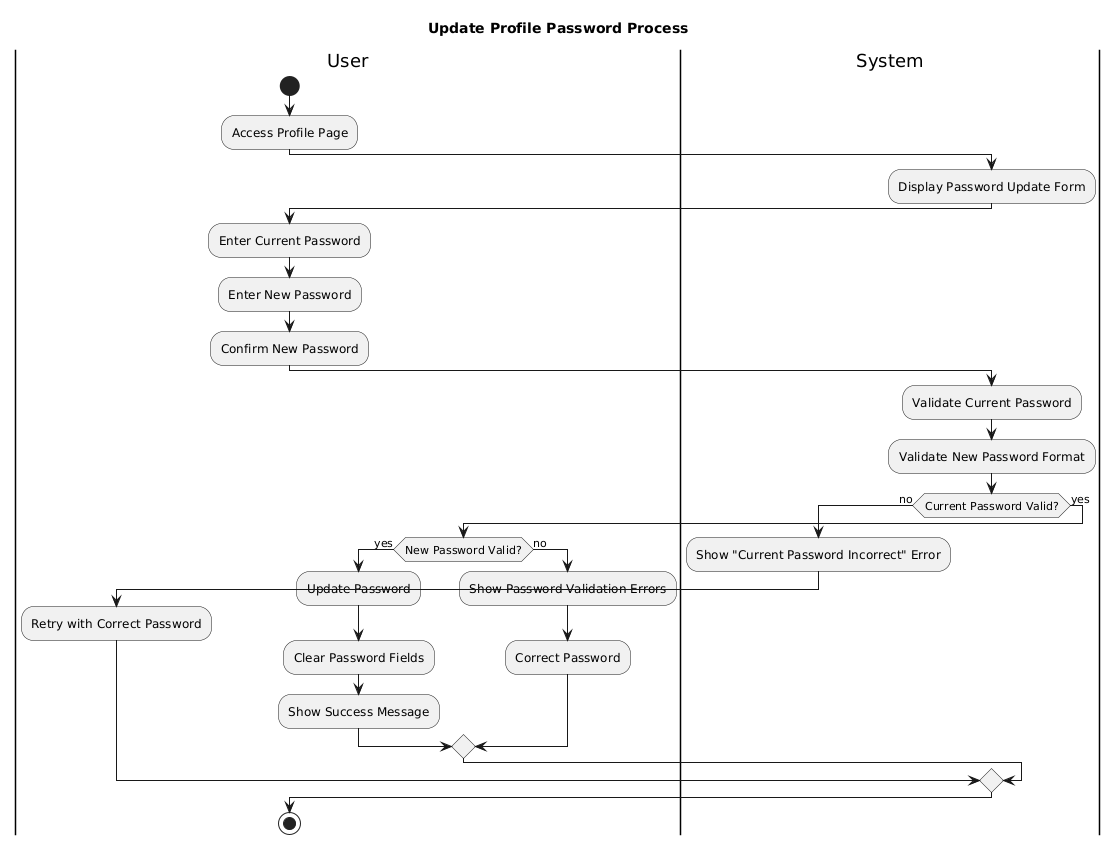 Update Profile Password Process
User
System
Access Profile Page
Display Password Update Form
Enter Current Password
Enter New Password
Confirm New Password
Validate Current Password
Validate New Password Format
no
Current Password Valid?
yes
yes
New Password Valid?
no
Show "Current Password Incorrect" Error
Update Password
Show Password Validation Errors
Retry with Correct Password
Clear Password Fields
Correct Password
Show Success Message